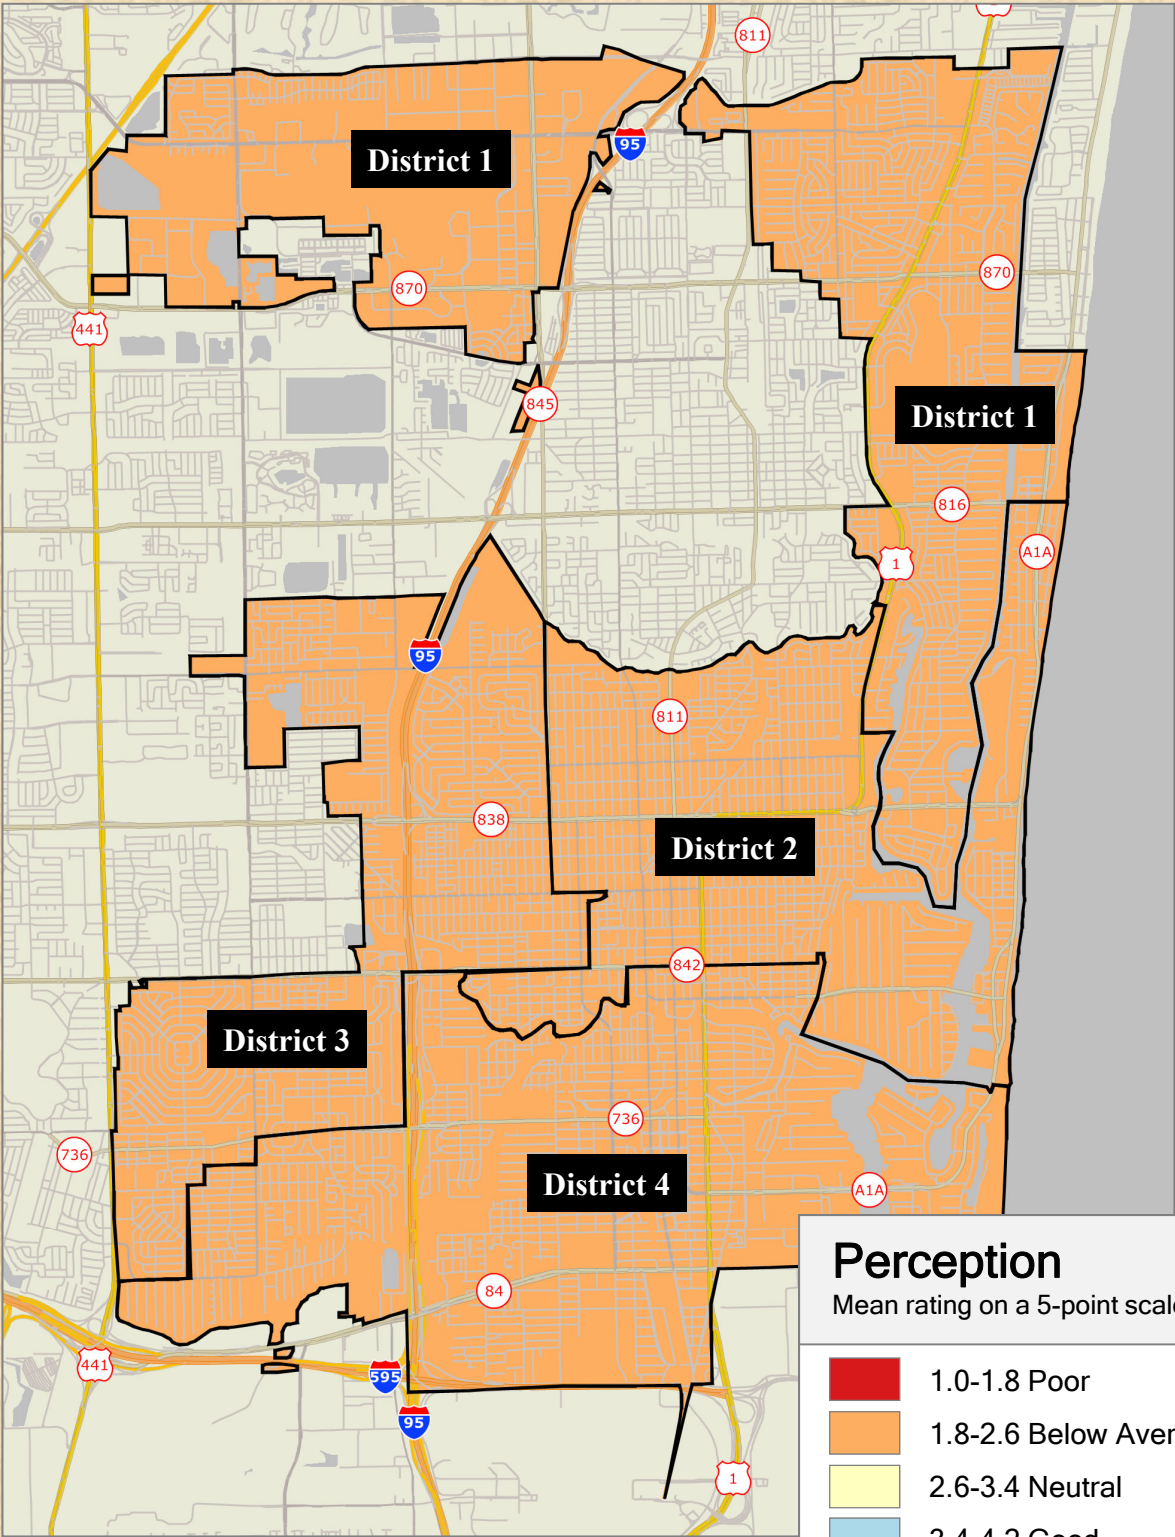 811
95
District 1
870
870
441
845
District 1
816
A1A
1
95
811
838
District 2
842
District 3
736
736
District 4
A1A
84
441
595
95
1
Perception
Mean rating on a 5-point scale
1.0-1.8 Poor
1.8-2.6 Below Aver
2.6-3.4 Neutral